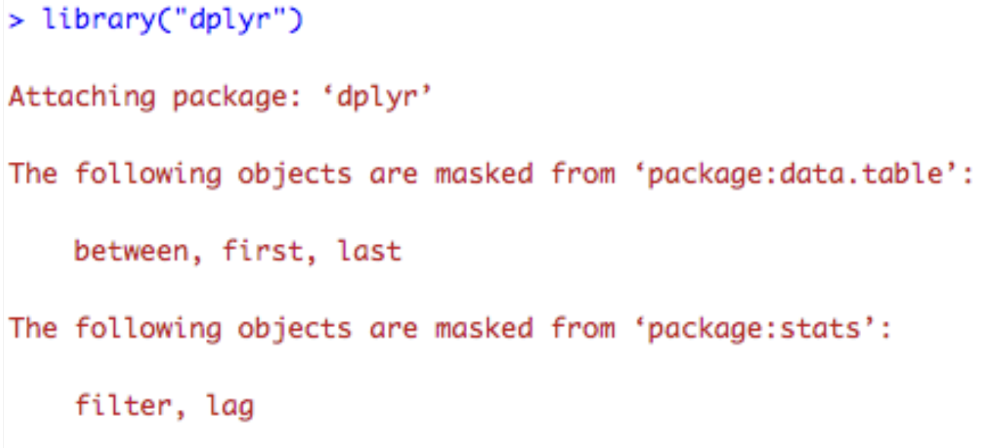 > library("dplyr")
Attaching package: ‘dplyr’
The following objects are masked from ‘package:data.table’:
between, first, last
The following objects are masked from ‘package:stats’:
filter, lag